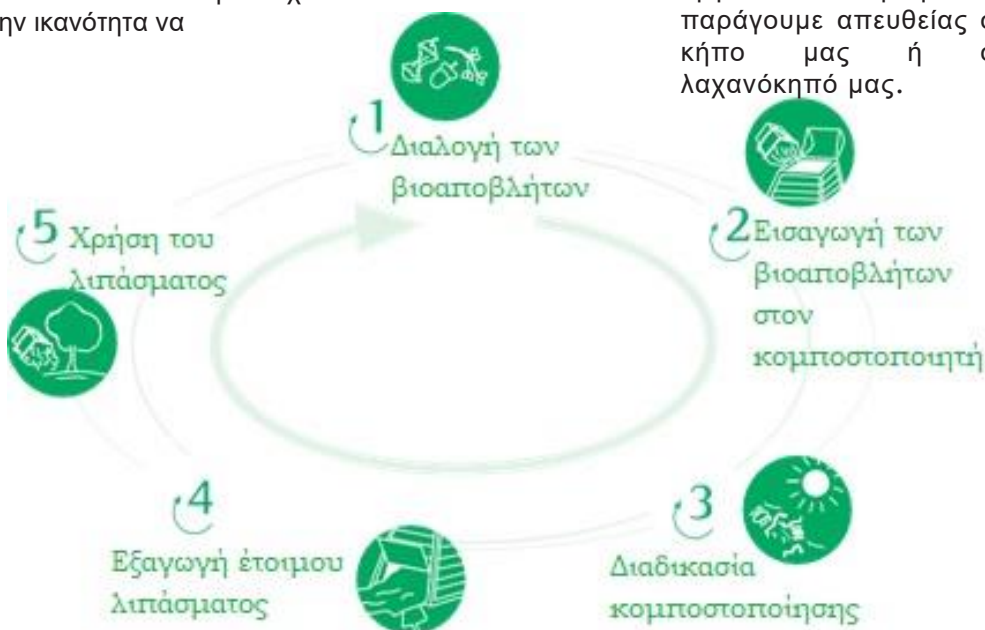 ην ικανότητα να
παράγουμε απευθείας σ
κήπο μας ή σ
λαχανόκηπό μας.
1
Διαλογή των
βιοαποβλήτων
2 Εισαγωγή των
βιοαποβλήτων
στον
κομποστοποιητή
3
Διαδικασία
κομποστοποίησης
4
Εξαγωγή έτοιμου
λιπάσματος
5 Χρήση του
λιπάσματος